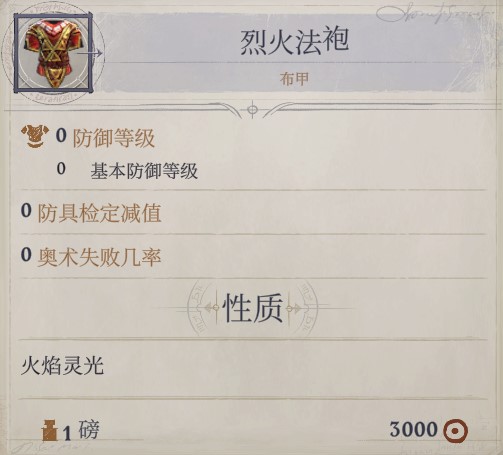 烈火法袍
布甲
0 防御等级
0 基本防御等级
0 防具检定减值
0 奥术失败几率
性质
火焰灵光
1 磅
3000